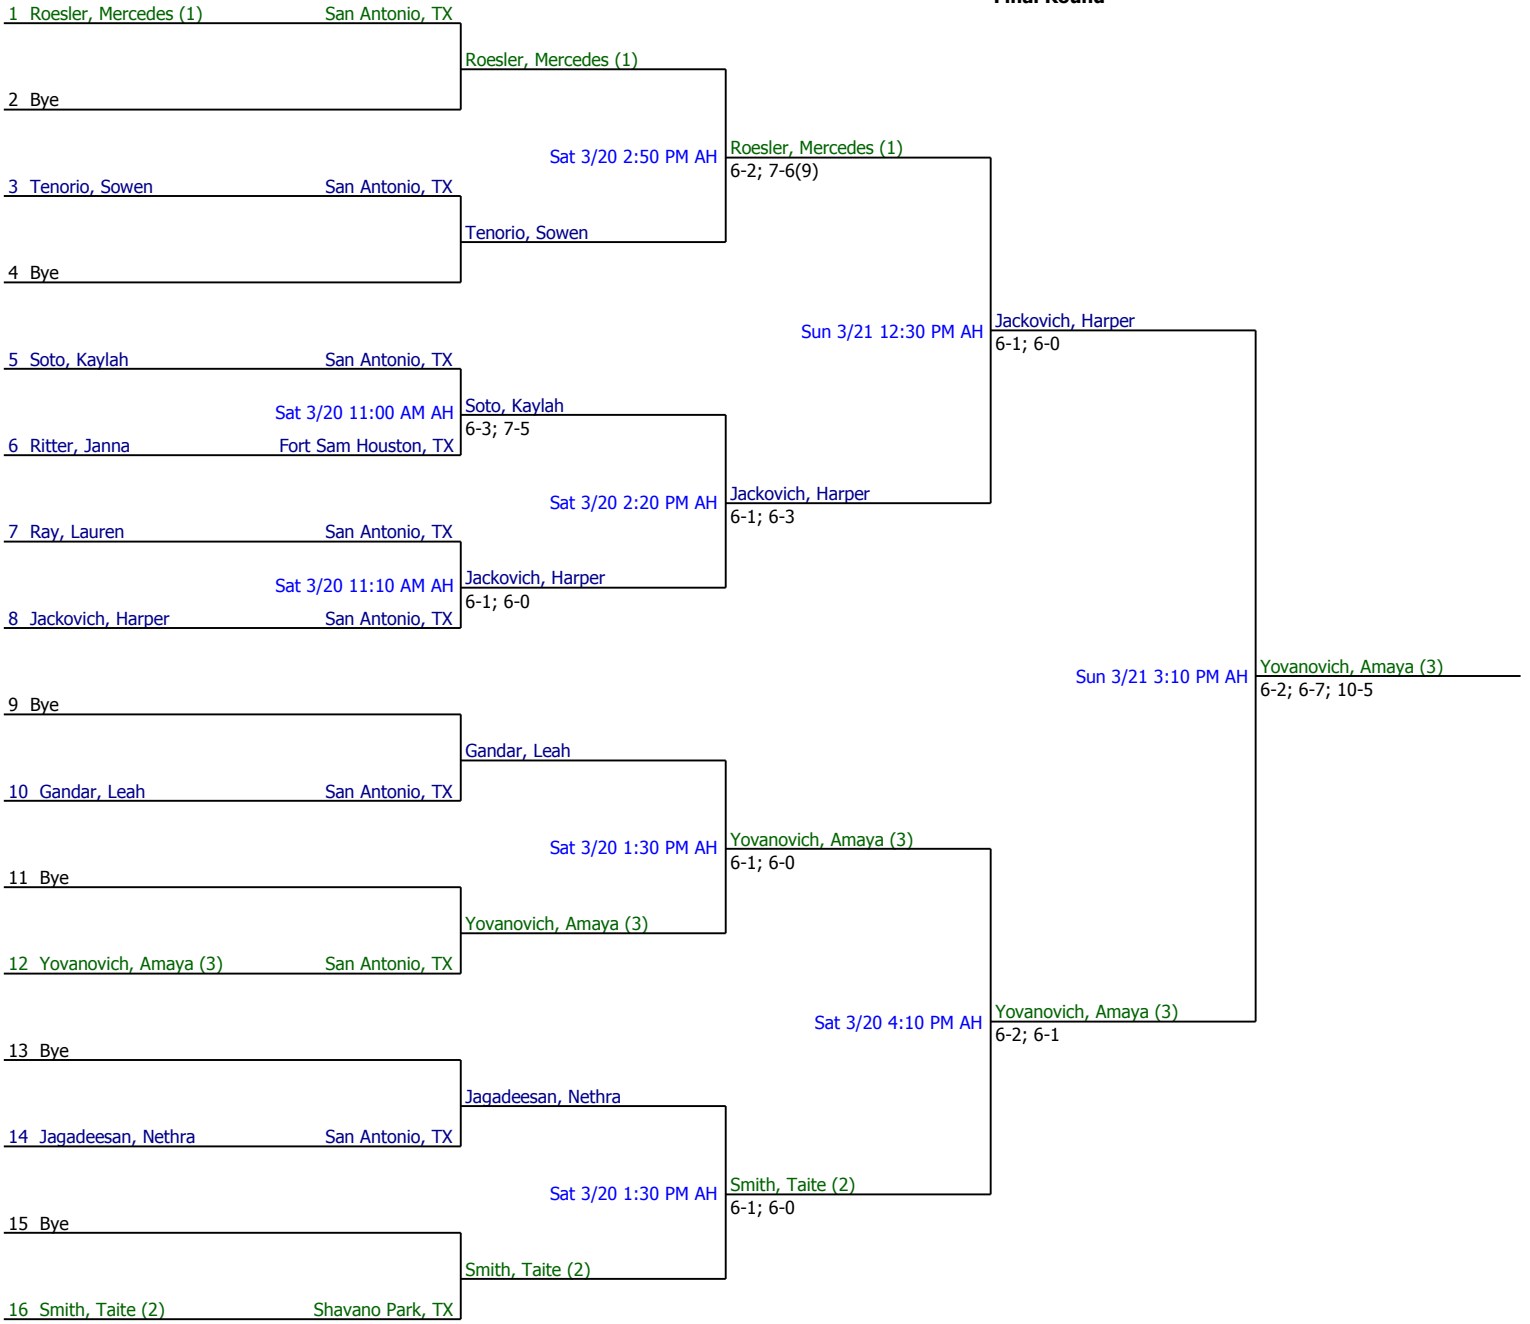 Final Round
1 Roesler, Mercedes (1) San Antonio, TX
Roesler, Mercedes (1)
2 Bye
Sat 3/20 2:50 PM AH
Roesler, Mercedes (1)
6-2; 7-6(9)
3 Tenorio, Sowen San Antonio, TX
Tenorio, Sowen
4 Bye
Sun 3/21 12:30 PM AH
Jackovich, Harper
6-1; 6-0
5 Soto, Kaylah San Antonio, TX
Sat 3/20 11:00 AM AH
Soto, Kaylah
6-3; 7-5
6 Ritter, Janna Fort Sam Houston, TX
Sat 3/20 2:20 PM AH
Jackovich, Harper
6-1; 6-3
7 Ray, Lauren San Antonio, TX
Sat 3/20 11:10 AM AH
Jackovich, Harper
6-1; 6-0
8 Jackovich, Harper San Antonio, TX
Sun 3/21 3:10 PM AH
Yovanovich, Amaya (3)
6-2; 6-7; 10-5
9 Bye
Gandar, Leah
10 Gandar, Leah San Antonio, TX
Sat 3/20 1:30 PM AH
Yovanovich, Amaya (3)
6-1; 6-0
11 Bye
Yovanovich, Amaya (3)
12 Yovanovich, Amaya (3) San Antonio, TX
Sat 3/20 4:10 PM AH
Yovanovich, Amaya (3)
6-2; 6-1
13 Bye
Jagadeesan, Nethra
14 Jagadeesan, Nethra San Antonio, TX
Sat 3/20 1:30 PM AH
Smith, Taite (2)
6-1; 6-0
15 Bye
Smith, Taite (2)
16 Smith, Taite (2) Shavano Park, TX